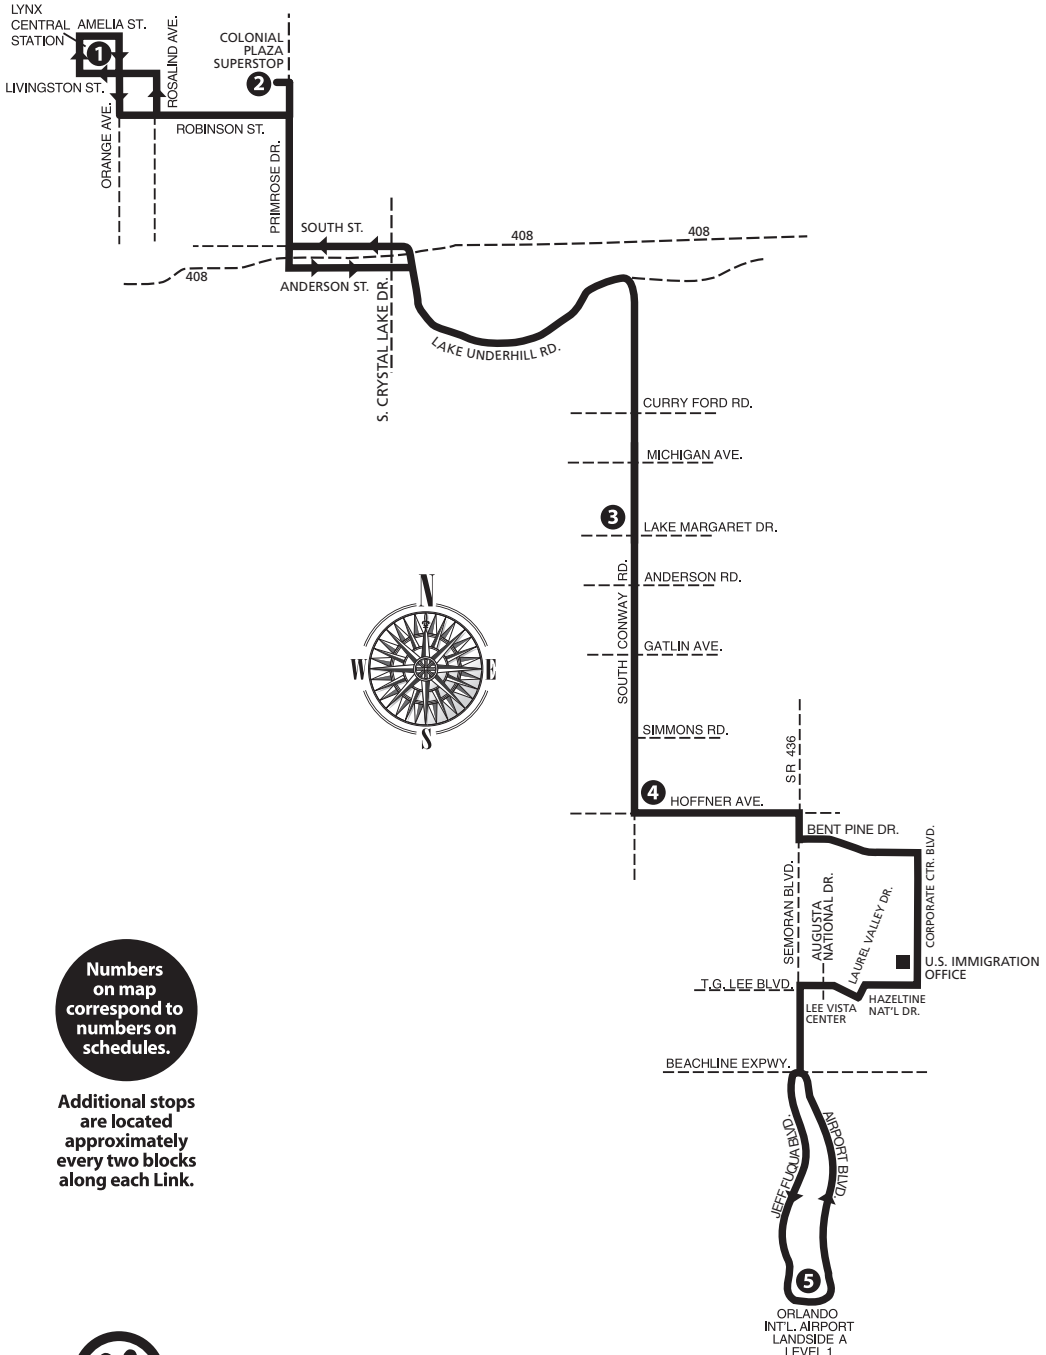 LYNX
CENTRAL
STATION
AMELIA ST.
1
ROSALIND AVE.
COLONIAL
PLAZA
SUPERSTOP
2
LIVINGSTON ST.
ORANGE AVE.
ROBINSON ST.
PRIMROSE DR.
SOUTH ST.
408
408
408
ANDERSON ST.
S. CRYSTAL LAKE DR.
LAKE UNDERHILL RD.
CURRY FORD RD.
MICHIGAN AVE.
3
LAKE MARGARET DR.
ANDERSON RD.
SOUTH CONWAY RD.
GATLIN AVE.
N
W
E
S
SIMMONS RD.
SR 436
4
HOFFNER AVE.
BENT PINE DR.
CORPORATE CTR. BLVD.
SEMORAN BLVD.
AUGUSTA
NATIONAL DR.
LAUREL VALLEY DR.
U.S. IMMIGRATION
OFFICE
T.G. LEE BLVD.
LEE VISTA
CENTER
HAZELTINE
NAT'L DR.
BEACHLINE EXPWY.
JEFF FUQUA BLVD.
AIRPORT BLVD.
5
ORLANDO
INT'L. AIRPORT
LANDSIDE A
LEVEL 1
Numbers
on map
correspond to
numbers on
schedules.
Additional stops
are located
approximately
every two blocks
along each Link.